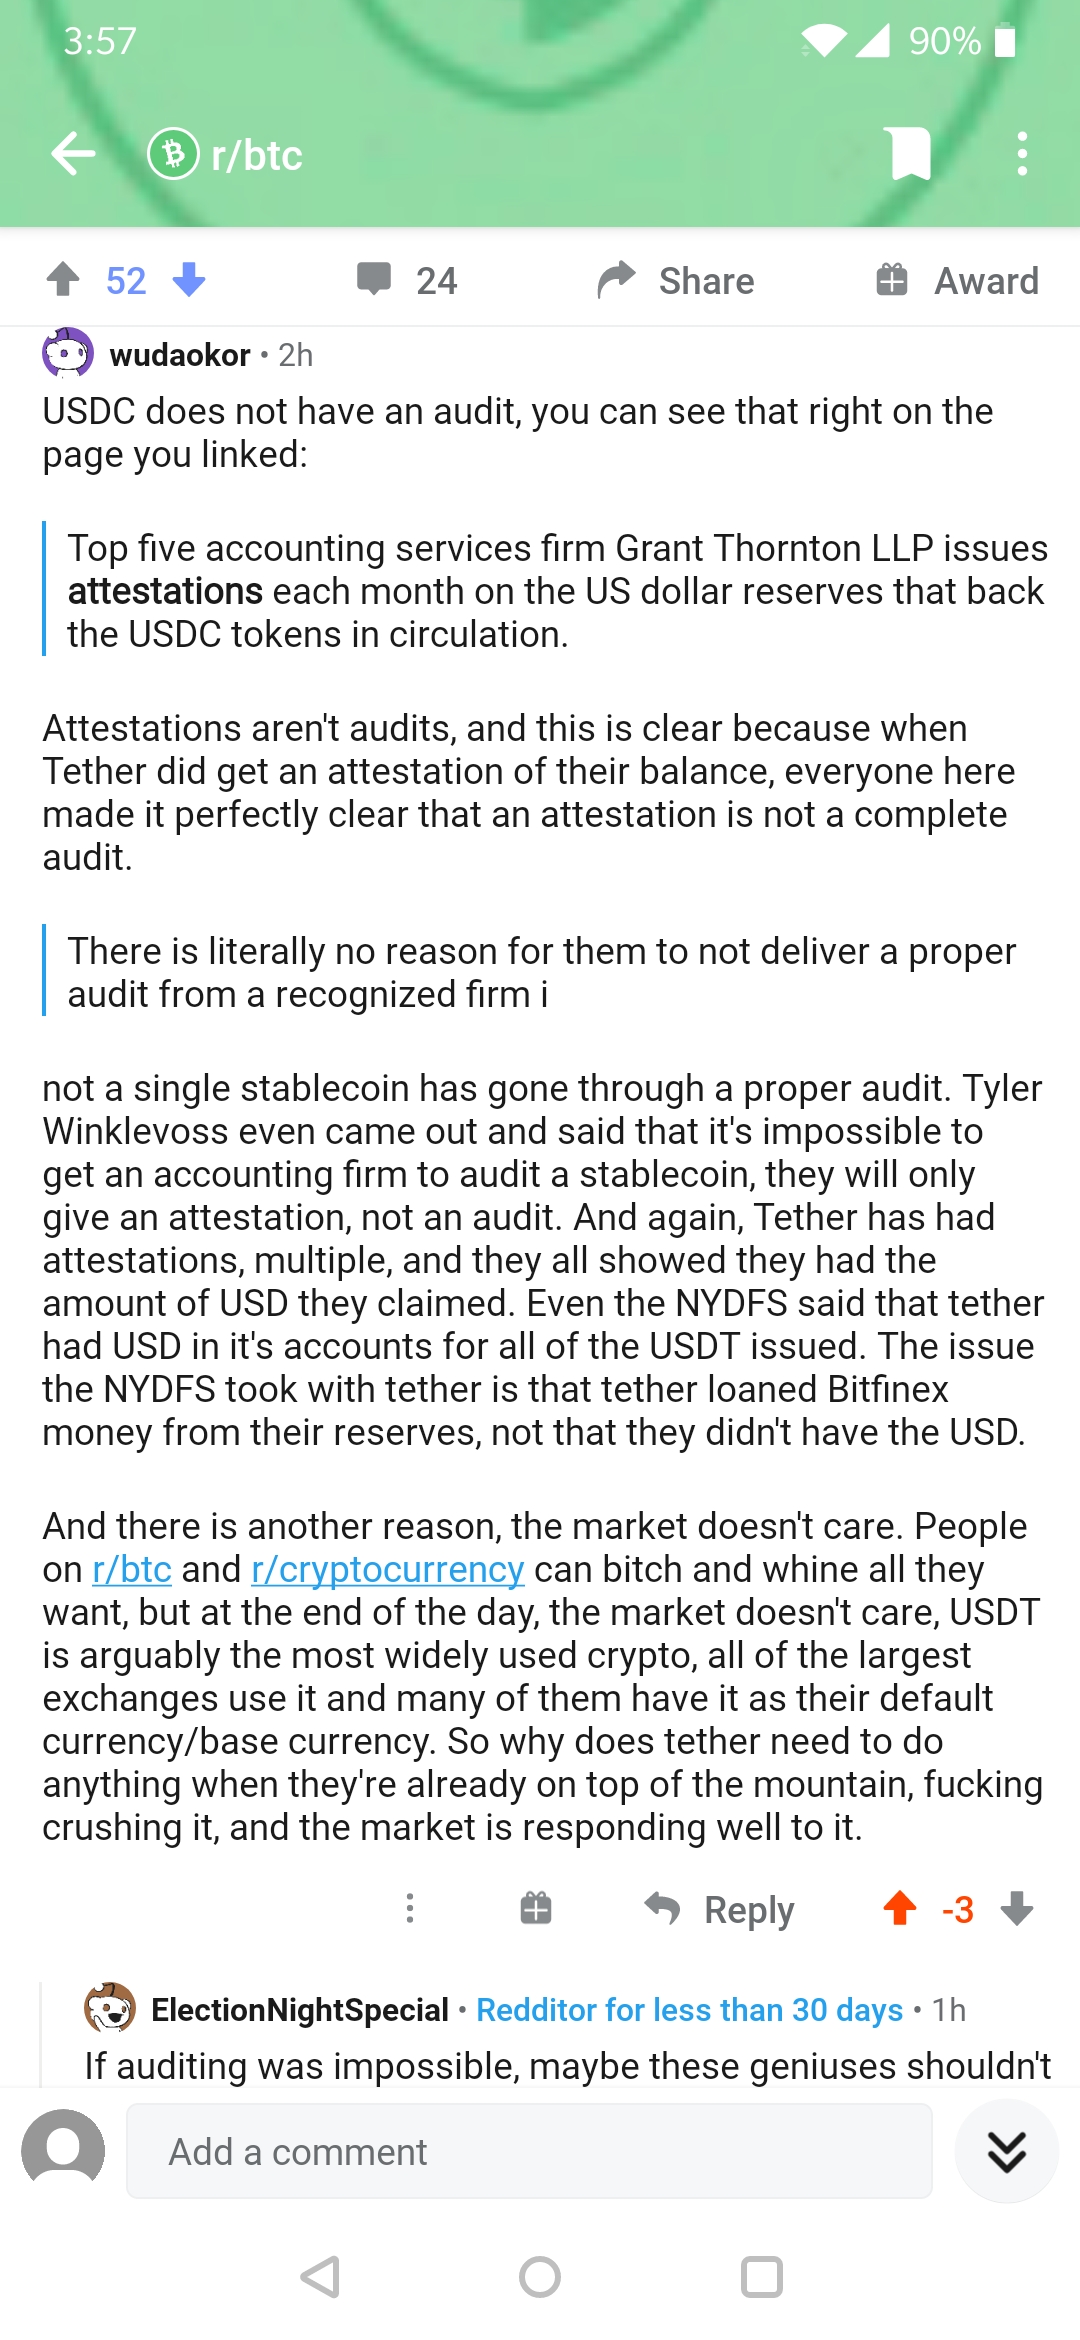 3:57
90%
r/btc
52
24
Share
Award
wudaokor • 2h
USDC does not have an audit, you can see that right on the
page you linked:
Top five accounting services firm Grant Thornton LLP issues
attestations each month on the US dollar reserves that back
the USDC tokens in circulation.
Attestations aren't audits, and this is clear because when
Tether did get an attestation of their balance, everyone here
made it perfectly clear that an attestation is not a complete
audit.
There is literally no reason for them to not deliver a proper
audit from a recognized firm i
not a single stablecoin has gone through a proper audit. Tyler
Winklevoss even came out and said that it's impossible to
get an accounting firm to audit a stablecoin, they will only
give an attestation, not an audit. And again, Tether has had
attestations, multiple, and they all showed they had the
amount of USD they claimed. Even the NYDFS said that tether
had USD in it's accounts for all of the USDT issued. The issue
the NYDFS took with tether is that tether loaned Bitfinex
money from their reserves, not that they didn't have the USD.
And there is another reason, the market doesn't care. People
on r/btc and r/cryptocurrency can bitch and whine all they
want, but at the end of the day, the market doesn't care, USDT
is arguably the most widely used crypto, all of the largest
exchanges use it and many of them have it as their default
currency/base currency. So why does tether need to do
anything when they're already on top of the mountain, fucking
crushing it, and the market is responding well to it.
Reply
-3
ElectionNightSpecial • Redditor for less than 30 days • 1h
If auditing was impossible, maybe these geniuses shouldn't
Add a comment